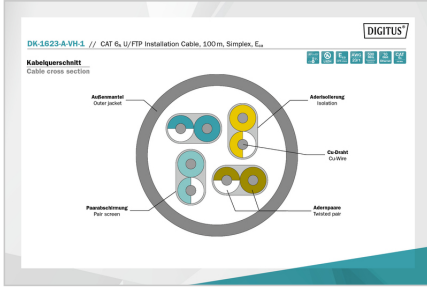 DIGITUS®
DK-1623-A-VH-1 // CAT 6A U/FTP Installation Cable, 100 m, Simplex, Eca
Kabelquerschnitt
Cable cross section
Außenmantel
Outer jacket
Aderisolierung
Isolation
Cu-Draht
Cu-Wire
Paarabschirmung
Pair screen
Adernpaare
Twisted pair